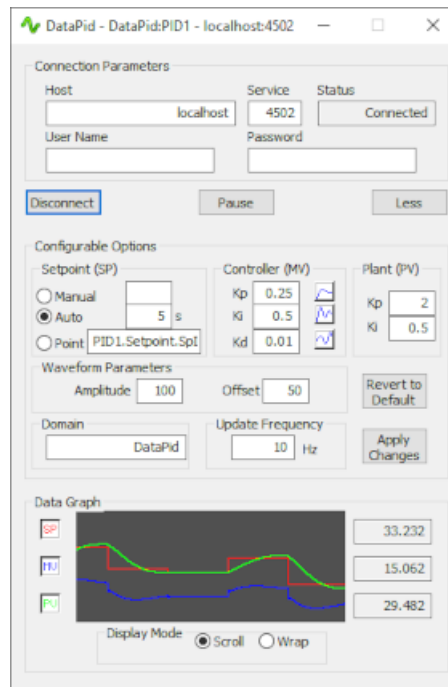 DataPid - DataPid:PID1 - localhost:4502
Connection Parameters
Host Service Status
localhost 4502 Connected
User Name Password
Disconnect Pause Less
Configurable Options
Setpoint (SP) Controller (MV) Plant (PV)
Manual
Kp 0.25 Kp 2
Auto 5 s Ki 0.5 Ki 0.5
Point PID1.Setpoint.SpI Kd 0.01
Waveform Parameters
Amplitude 100 Offset 50
Revert to
Default
Domain Update Frequency
DataPid 10 Hz
Apply
Changes
Data Graph
SP 33.232
MV 15.062
PV 29.482
Display Mode Scroll Wrap